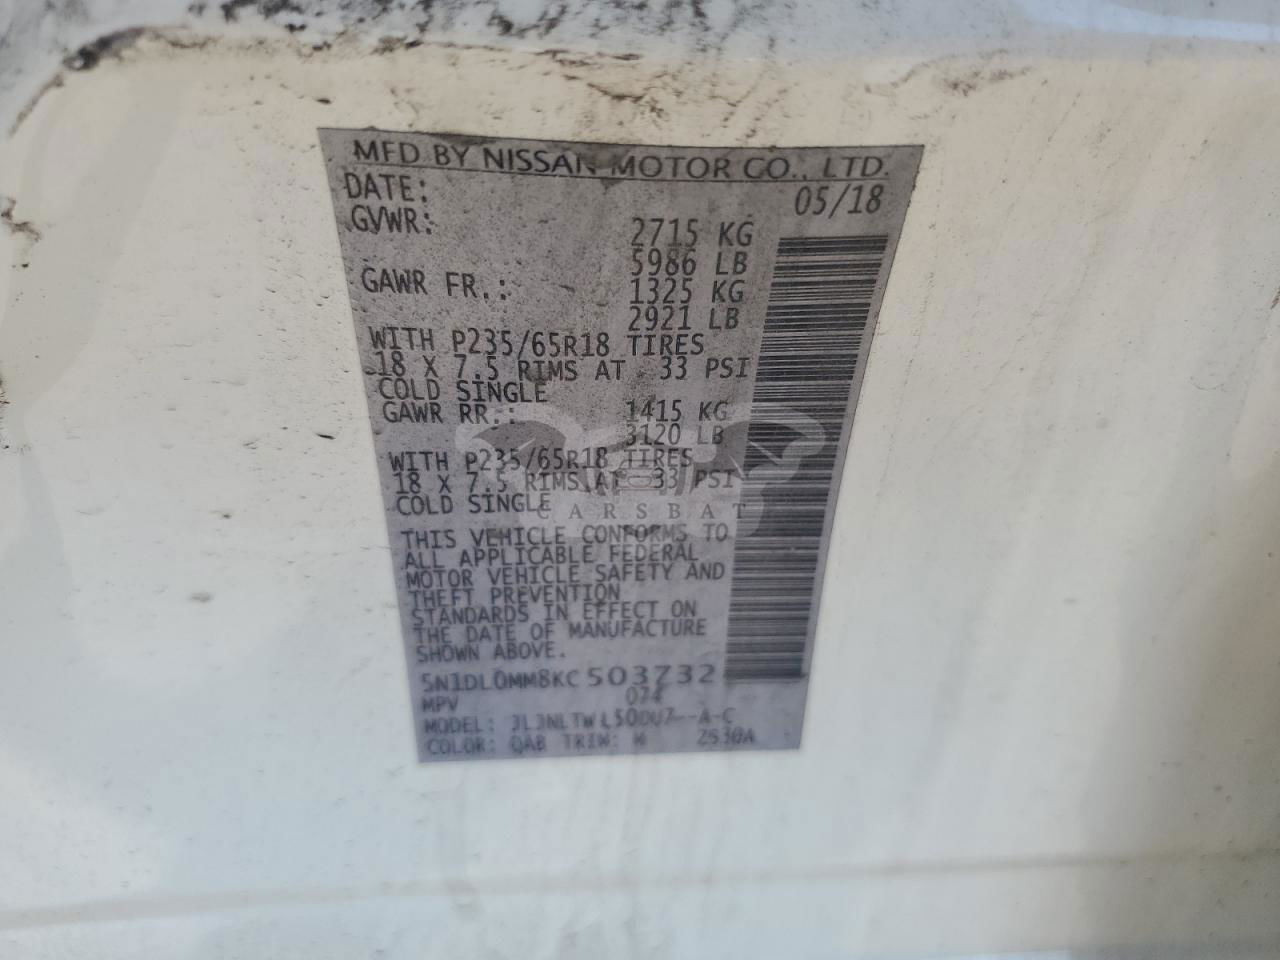 MFD BY NISSAN MOTOR CO., LTD.
DATE: 05/18
GVWR: 2715 KG
5986 LB
GAWR FR.: 1325 KG
2921 LB
WITH P235/65R18 TIRES
18 X 7.5 RIMS AT 33 PSI
COLD SINGLE
GAWR RR.: 1415 KG
3120 LB
WITH P235/65R18 TIRES
18 X 7.5 RIMS AT 33 PSI
COLD SINGLE
CARSBAT
THIS VEHICLE CONFORMS TO
ALL APPLICABLE FEDERAL
MOTOR VEHICLE SAFETY AND
THEFT PREVENTION
STANDARDS IN EFFECT ON
THE DATE OF MANUFACTURE
SHOWN ABOVE.
5N1DL0MM8KC503732
MPV
MODEL:
COLOR: QAB TRIM: